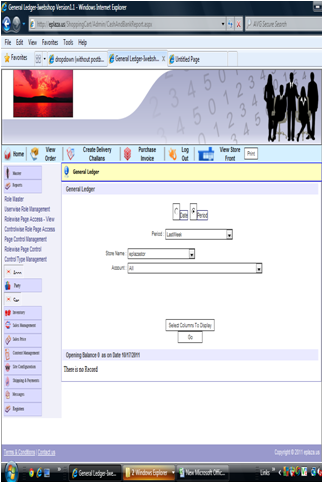 General Ledger-Iwebshop Version1.1 - Windows Internet Explorer
http://eplaza.us/ShoppingCart/Admin/CashAndBankReport.aspx
AVG Secure Search
File Edit View Favorites Tools Help
Favorites
dropdown (without postb...
General Ledger-Iwebsh...
Untitled Page
Home
View Order
Create Delivery Challans
Purchase Invoice
Log Out
View Store Front
Print
Master
Reports
Role Master
Userwise Role Management
Rolewise Page Access - View
Controlwise Role Page Access
Page Control Management
Rolewise Page Control
Control Type Management
Party
Inventory
Sales Management
Sales Price
Content Management
Site Configuration
Shipping & Payments
Messages
General Ledger
General Ledger
Date
Period
Period: LastWeek
Store Name:
Account: All
Select Columns To Display
Go
Opening Balance 0 as on Date 10/17/2011
There is no Record
Terms & Conditions | Contact us
Copyright © 2011 eplaza.us
General Ledger-Iwe...
2 Windows Explorer
New Microsoft Offic...
Links